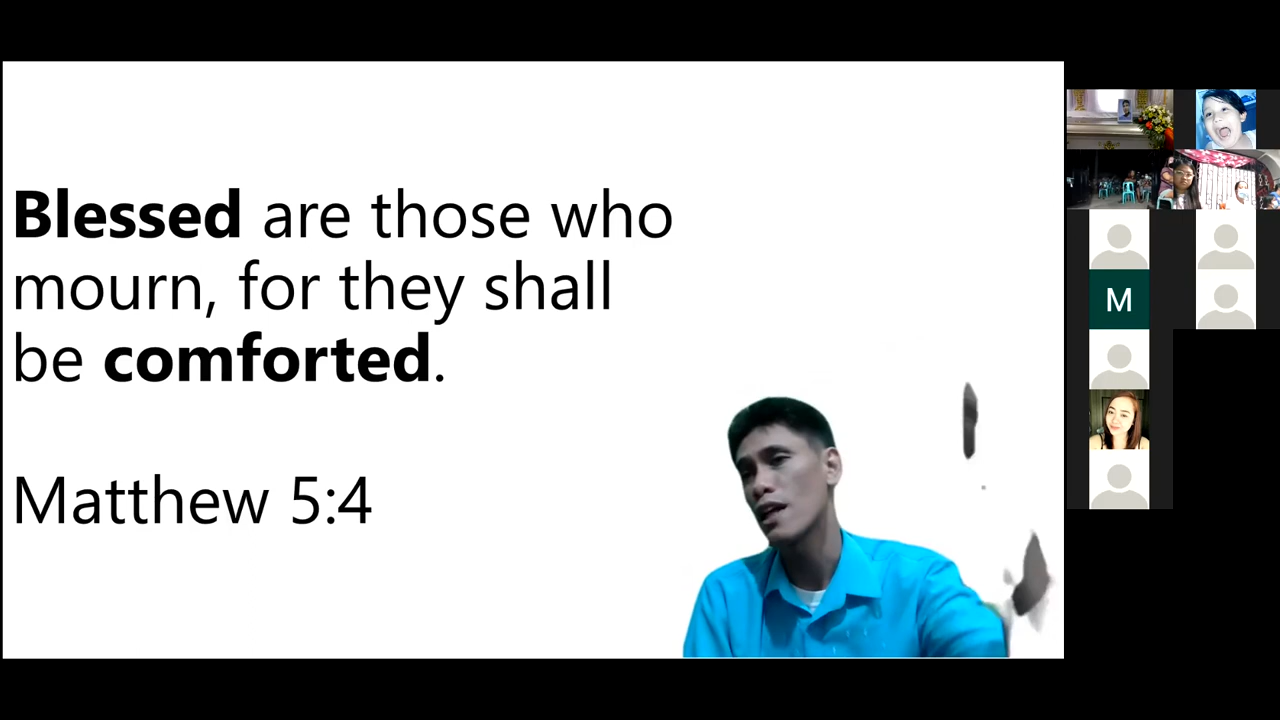 Blessed are those who
mourn, for they shall
be comforted.
Matthew 5:4
M